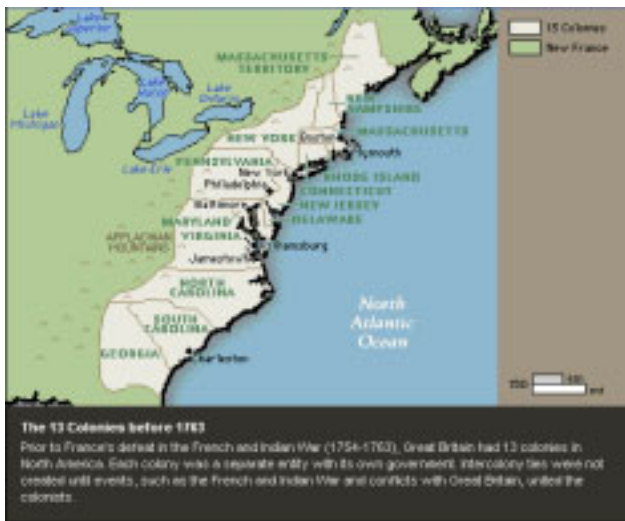 Lake Superior
13 Colonies
New France
MASSACHUSETTS TERRITORY
Lake Huron
Lake Ontario
NEW HAMPSHIRE
Lake Michigan
MASSACHUSETTS
NEW YORK
Boston
Plymouth
Lake Erie
PENNSYLVANIA
New York
RHODE ISLAND
Philadelphia
CONNECTICUT
Baltimore
NEW JERSEY
MARYLAND
DELAWARE
VIRGINIA
MOUNTAINS
Jamestown
NORTH CAROLINA
North
Atlantic
Ocean
SOUTH CAROLINA
GEORGIA
Charleston
The 13 Colonies before 1763
Prior to France's defeat in the French and Indian War (1754-1763), Great Britain had 13 colonies in
North America. Each colony was a separate entity with its own government. Intercolony ties were not
created until events, such as the French and Indian War and conflicts with Great Britain, united the
colonists.